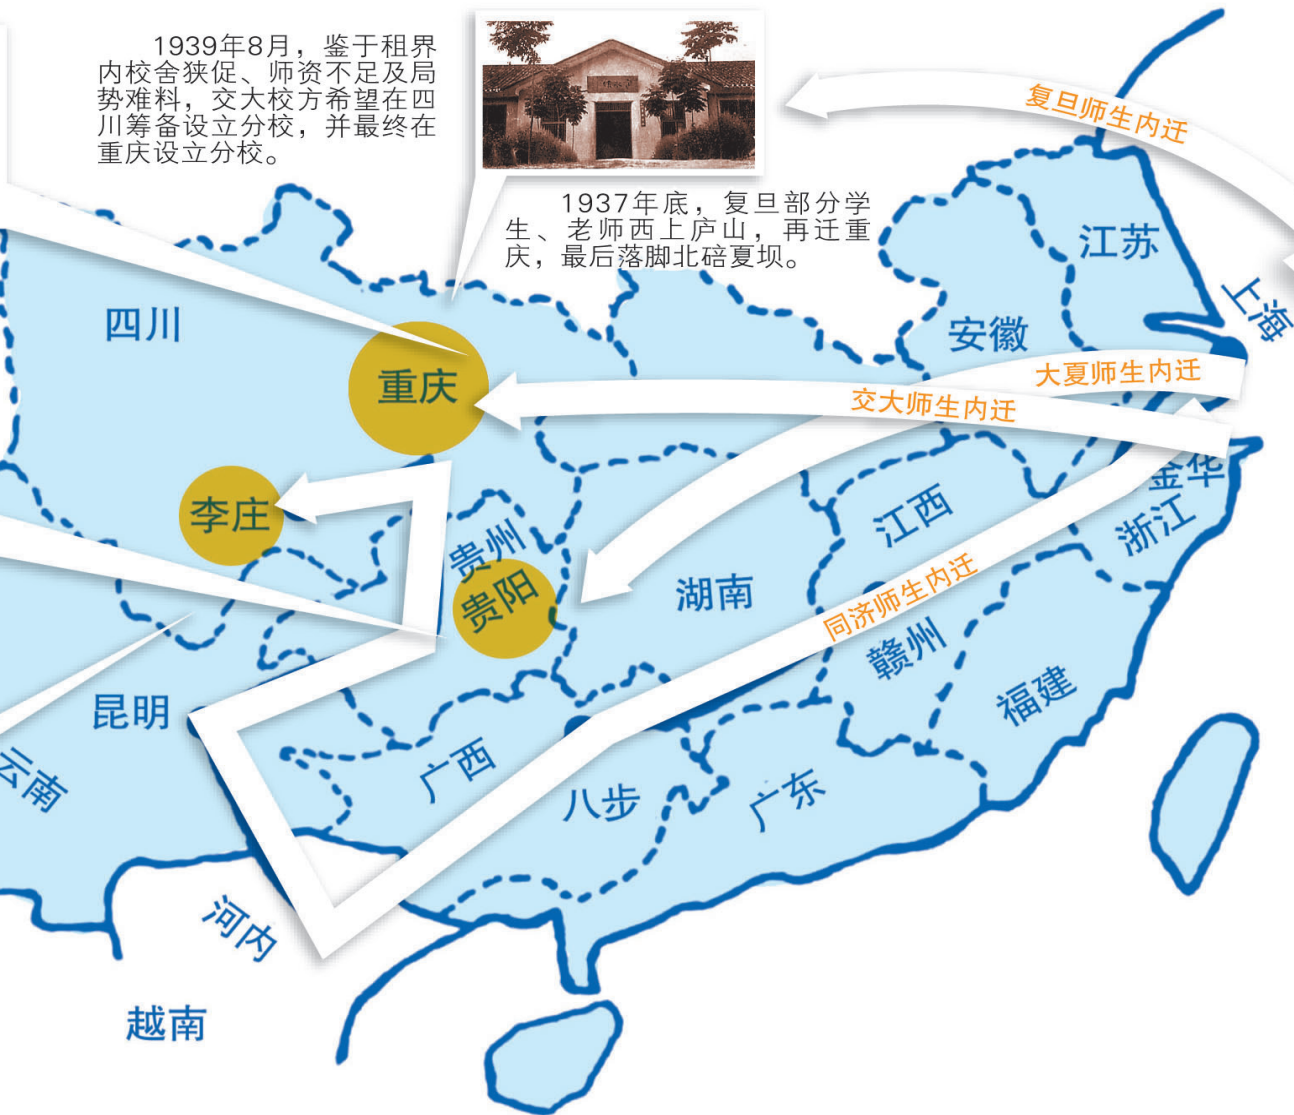 1939年8月，鉴于租界
内校舍狭促、师资不足及局
势难料，交大校方希望在四
川筹备设立分校，并最终在
重庆设立分校。
1937年底，复旦部分学
生、老师西上庐山，再迁重
庆，最后落脚北碚夏坝。
复旦师生内迁
江苏
上海
四川
安徽
大夏师生内迁
重庆
交大师生内迁
金华
李庄
江西
浙江
贵州
贵阳
湖南
同济师生内迁
赣州
福建
昆明
云南
广西
八步
广东
河内
越南